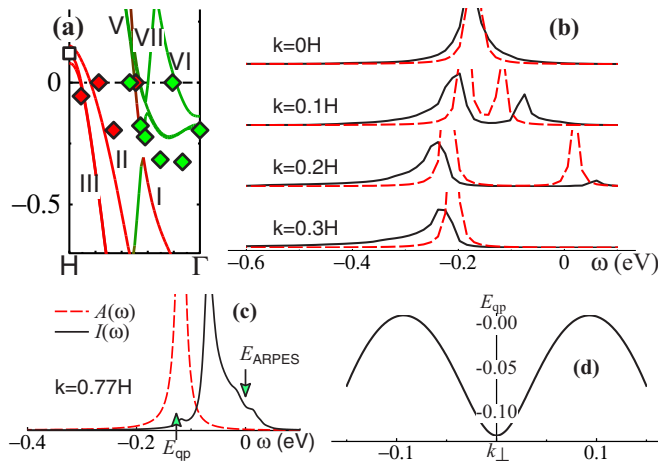 (a)
V
VII
VI
0
II
III
I
−0.5
H
Γ
(b)
k=0H
k=0.1H
k=0.2H
k=0.3H
−0.6
−0.4
−0.2
0
ω (eV)
(c)
A(ω)
I(ω)
k=0.77H
E_ARPES
E_qp
−0.4
−0.2
0
ω (eV)
E_qp
-0.00
-0.05
-0.10
(d)
-0.1
k⊥
0.1